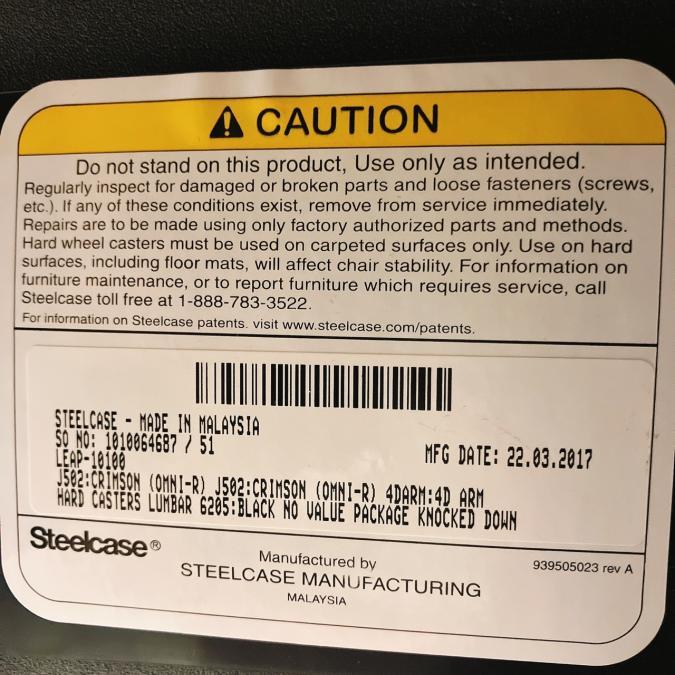 CAUTION
Do not stand on this product, Use only as intended.
Regularly inspect for damaged or broken parts and loose fasteners (screws,
etc.). If any of these conditions exist, remove from service immediately.
Repairs are to be made using only factory authorized parts and methods.
Hard wheel casters must be used on carpeted surfaces only. Use on hard
surfaces, including floor mats, will affect chair stability. For information on
furniture maintenance, or to report furniture which requires service, call
Steelcase toll free at 1-888-783-3522.
For information on Steelcase patents. visit www.steelcase.com/patents.
STEELCASE - MADE IN MALAYSIA
SO NO: 1010064687 / 51
MFG DATE: 22.03.2017
LEAP-10100
J502:CRIMSON (OMNI-R) J502:CRIMSON (OMNI-R) 4DARM:4D ARM
HARD CASTERS LUMBAR 6205:BLACK NO VALUE PACKAGE KNOCKED DOWN
Steelcase®
Manufactured by
939505023 rev A
STEELCASE MANUFACTURING
MALAYSIA